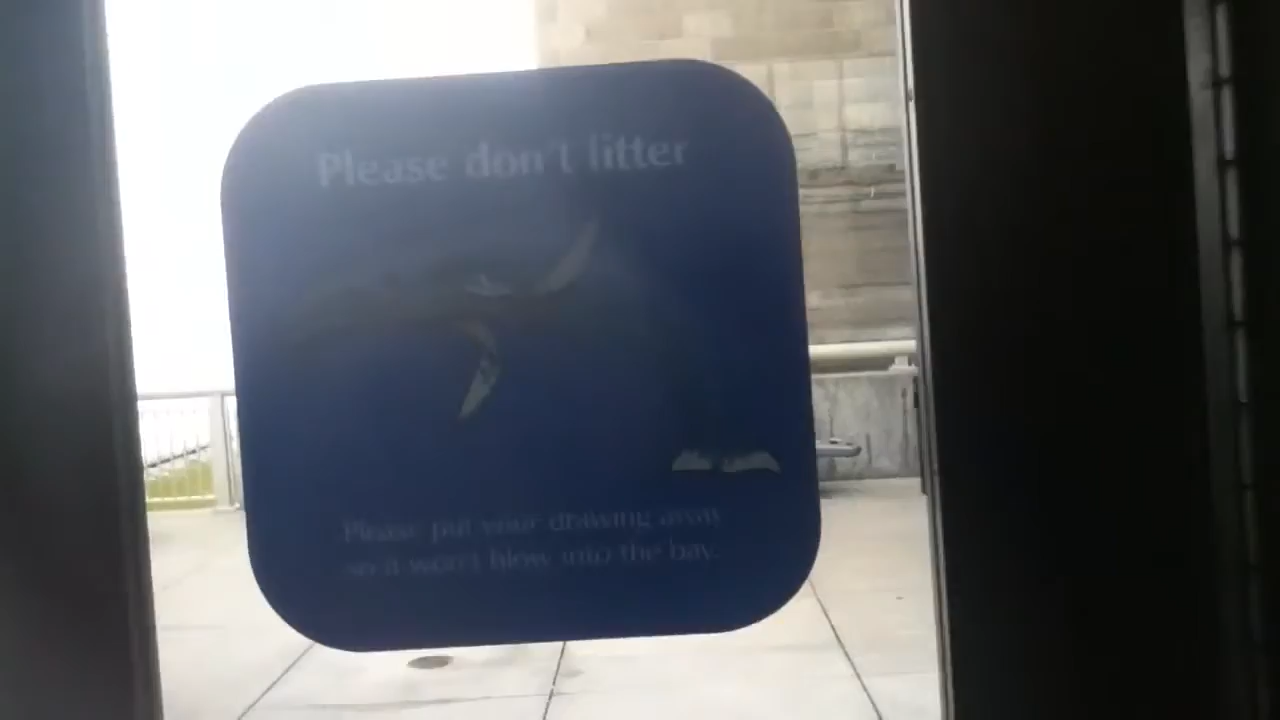 Please don't litter
Please put your drawing away
so it won't blow into the bay.